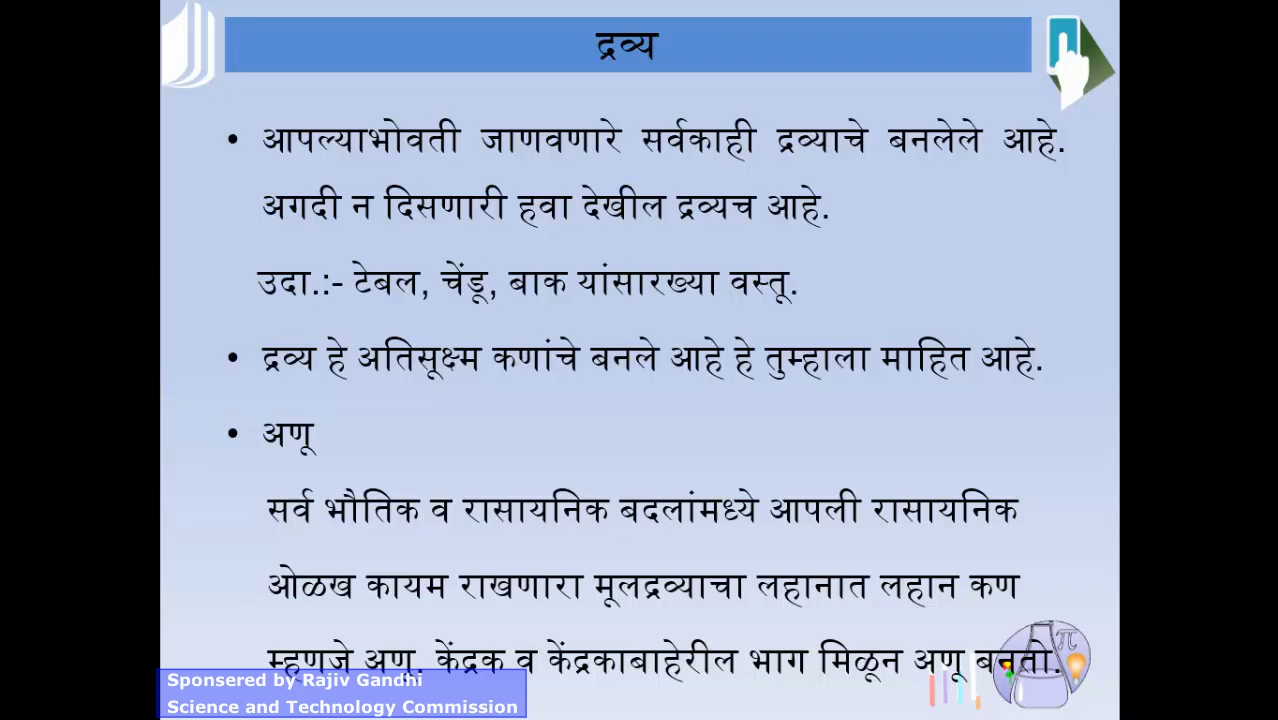 द्रव्य
• आपल्याभोवती जाणवणारे सर्वकाही द्रव्याचे बनलेले आहे.
अगदी न दिसणारी हवा देखील द्रव्यच आहे.
उदा.:- टेबल, चेंडू, बाक यांसारख्या वस्तू.
• द्रव्य हे अतिसूक्ष्म कणांचे बनले आहे हे तुम्हाला माहित आहे.
• अणू
सर्व भौतिक व रासायनिक बदलांमध्ये आपली रासायनिक
ओळख कायम राखणारा मूलद्रव्याचा लहानात लहान कण
म्हणजे अणू. केंद्रक व केंद्रकाबाहेरील भाग मिळून अणू बनतो.
π
Sponsered by Rajiv Gandhi
Science and Technology Commission